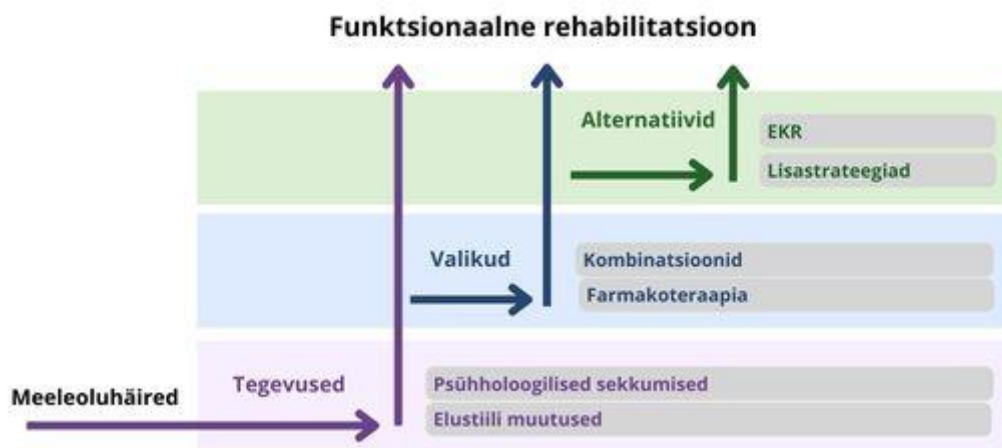 Funktsionaalne rehabilitatsioon
Alternatiivid
EKR
Lisastrateegiad
Valikud
Kombinatsioonid
Farmakoteraapia
Meeleoluhäired
Tegevused
Psühholoogilised sekkumised
Elustiili muutused